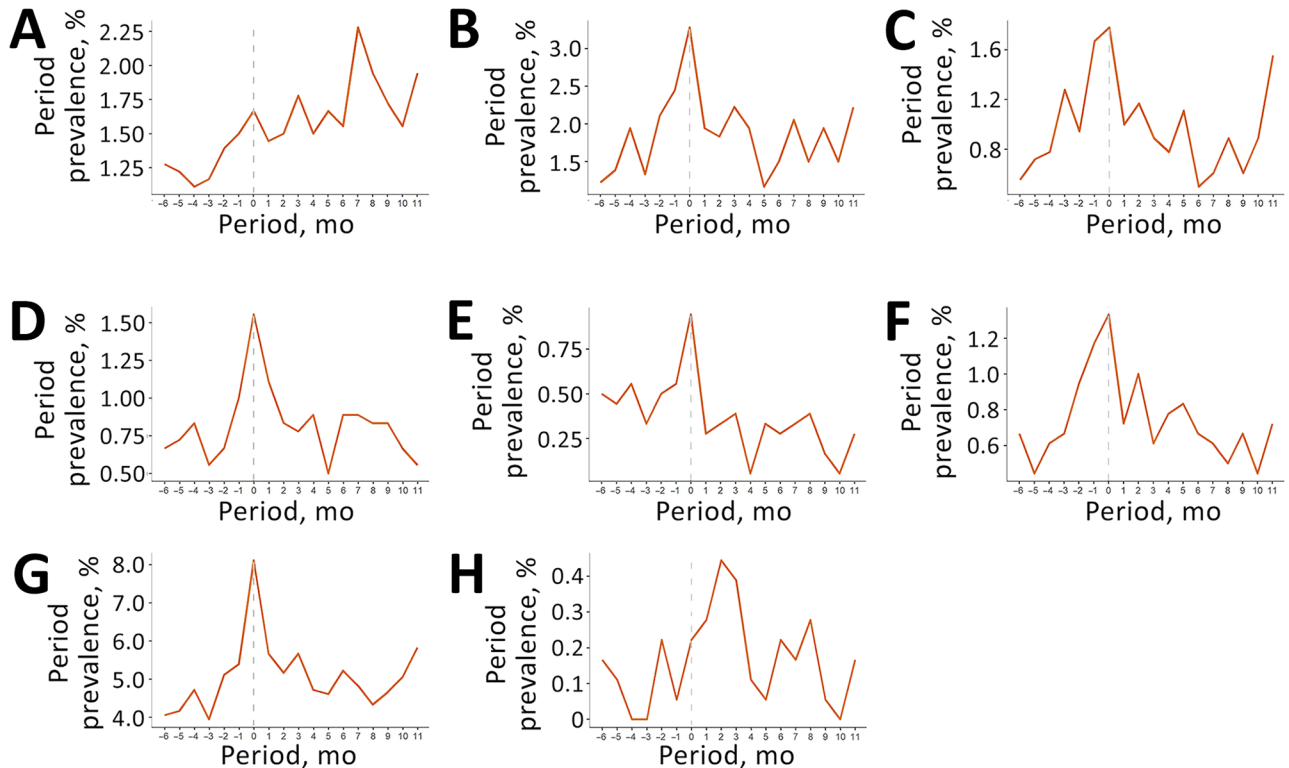 A
Period
prevalence, %
2.25
2.00
1.75
1.50
1.25
−6 −5 −4 −3 −2 −1 0 1 2 3 4 5 6 7 8 9 10 11
Period, mo
B
Period
prevalence, %
3.0
2.5
2.0
1.5
−6 −5 −4 −3 −2 −1 0 1 2 3 4 5 6 7 8 9 10 11
Period, mo
C
Period
prevalence, %
1.6
1.2
0.8
−6 −5 −4 −3 −2 −1 0 1 2 3 4 5 6 7 8 9 10 11
Period, mo
D
Period
prevalence, %
1.50
1.25
1.00
0.75
0.50
−6 −5 −4 −3 −2 −1 0 1 2 3 4 5 6 7 8 9 10 11
Period, mo
E
Period
prevalence, %
0.75
0.50
0.25
−6 −5 −4 −3 −2 −1 0 1 2 3 4 5 6 7 8 9 10 11
Period, mo
F
Period
prevalence, %
1.2
1.0
0.8
0.6
−6 −5 −4 −3 −2 −1 0 1 2 3 4 5 6 7 8 9 10 11
Period, mo
G
Period
prevalence, %
8.0
7.0
6.0
5.0
4.0
−6 −5 −4 −3 −2 −1 0 1 2 3 4 5 6 7 8 9 10 11
Period, mo
H
Period
prevalence, %
0.4
0.3
0.2
0.1
0
−6 −5 −4 −3 −2 −1 0 1 2 3 4 5 6 7 8 9 10 11
Period, mo